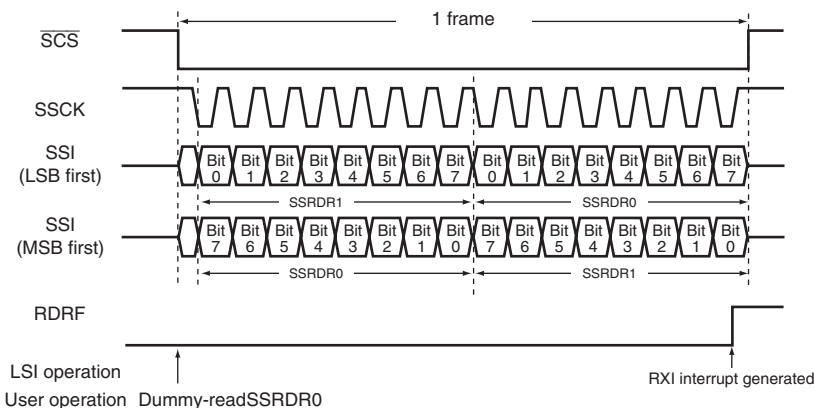 1 frame
SCS
SSCK
SSI
(LSB first)
Bit 0 Bit 1 Bit 2 Bit 3 Bit 4 Bit 5 Bit 6 Bit 7 Bit 0 Bit 1 Bit 2 Bit 3 Bit 4 Bit 5 Bit 6 Bit 7
SSRDR1 SSRDR0
SSI
(MSB first)
Bit 7 Bit 6 Bit 5 Bit 4 Bit 3 Bit 2 Bit 1 Bit 0 Bit 7 Bit 6 Bit 5 Bit 4 Bit 3 Bit 2 Bit 1 Bit 0
SSRDR0 SSRDR1
RDRF
LSI operation
RXI interrupt generated
User operation Dummy-readSSRDR0